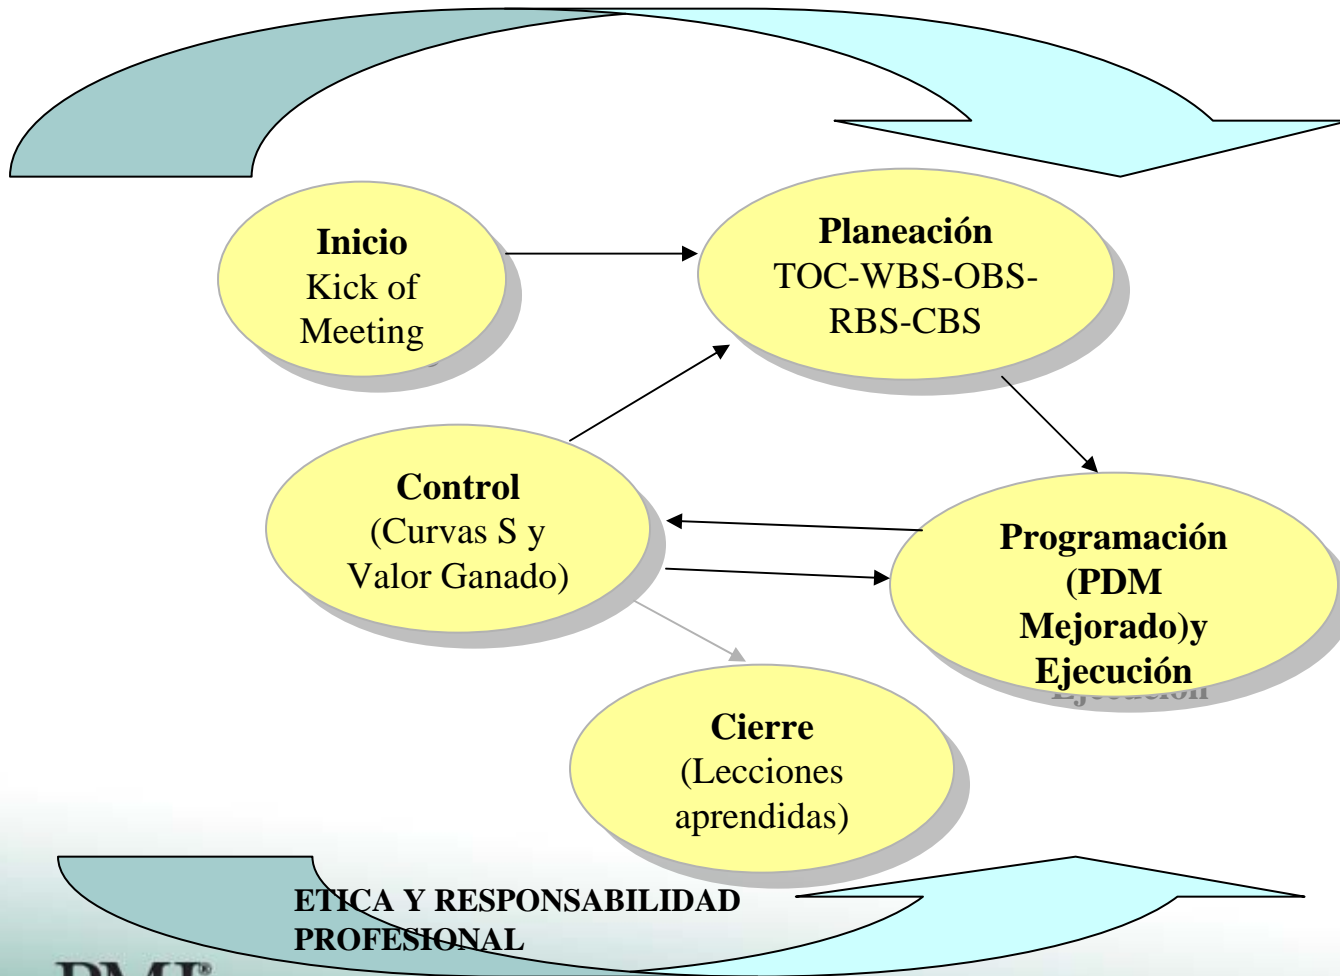 Inicio
Kick of
Meeting
Planeación
TOC-WBS-OBS-
RBS-CBS
Control
(Curvas S y
Valor Ganado)
Programación
(PDM
Mejorado)y
Ejecución
Cierre
(Lecciones
aprendidas)
ETICA Y RESPONSABILIDAD
PROFESIONAL
PMI®